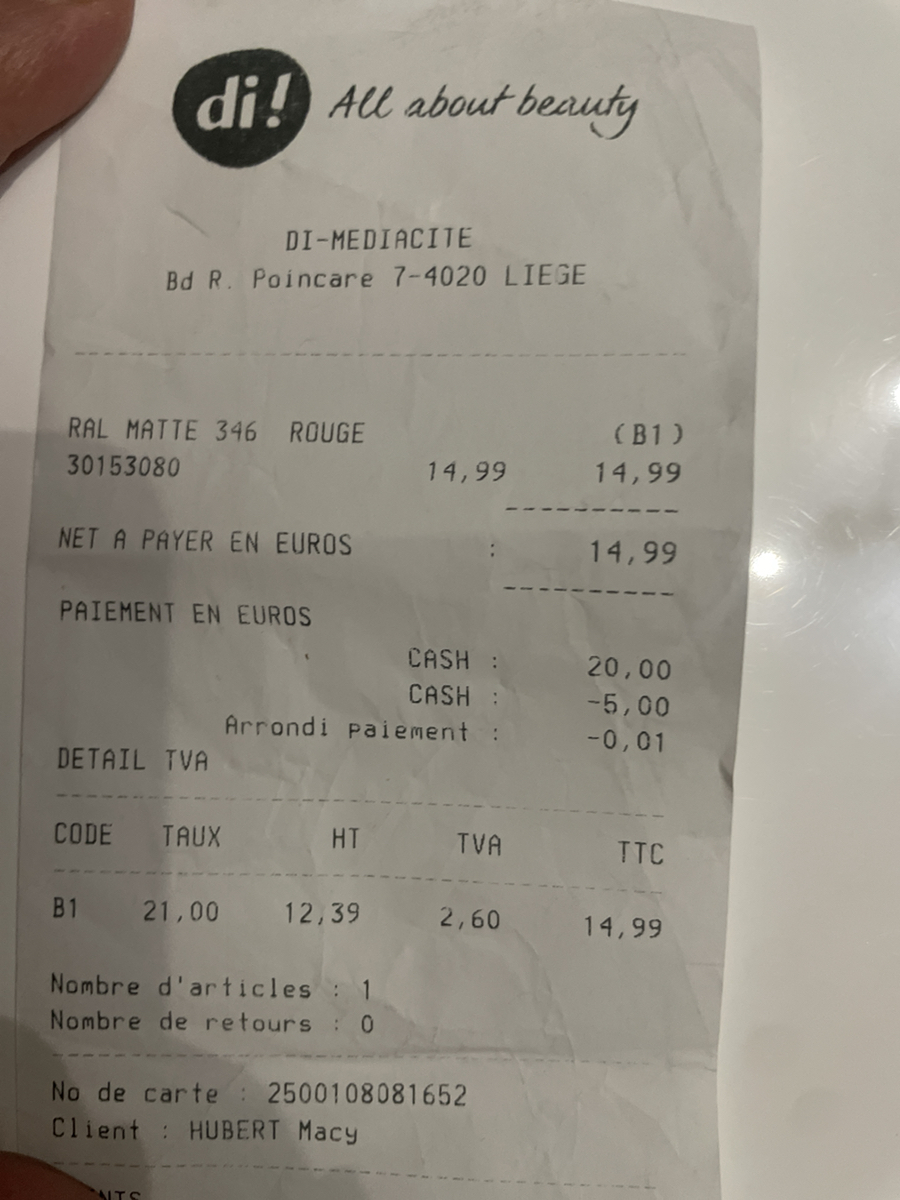 di! All about beauty
DI-MEDIACITE
Bd R. Poincare 7-4020 LIEGE
RAL MATTE 346 ROUGE (B1)
30153080 14,99 14,99
NET A PAYER EN EUROS : 14,99
PAIEMENT EN EUROS
CASH : 20,00
CASH : -5,00
Arrondi paiement : -0,01
DETAIL TVA
CODE TAUX HT TVA TTC
B1 21,00 12,39 2,60 14,99
Nombre d'articles : 1
Nombre de retours : 0
No de carte : 2500108081652
Client : HUBERT Macy